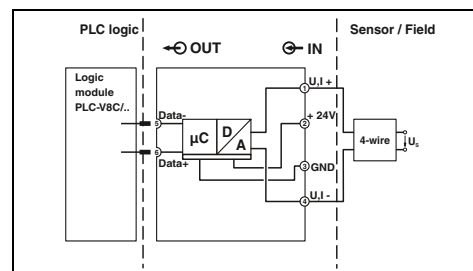 PLC logic
OUT
IN
Sensor / Field
Logic
module
PLC-V8C/..
5
Data-
6
Data+
µC
D
A
U,I +
1
+ 24V
2
3
GND
4
U,I -
4-wire
Us